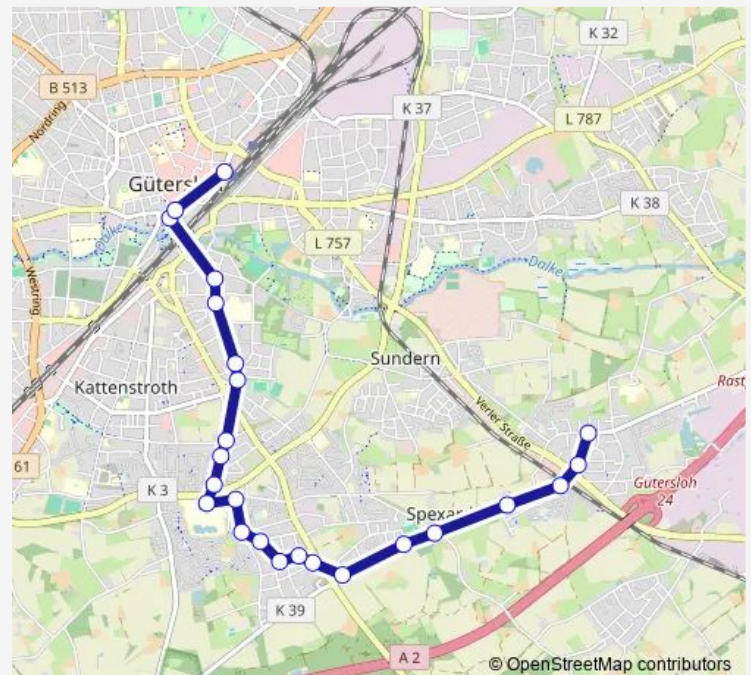 K 32
B 513
Nordring
K 37
L 787
Gütersl
K 38
Dalke
L 757
Dalke
Westring
Sundern
Kattenstroth
Rast
Verler Straße
61
K 3
Gütersloh
24
Spexar
K 39
A 2
© OpenStreetMap contributors